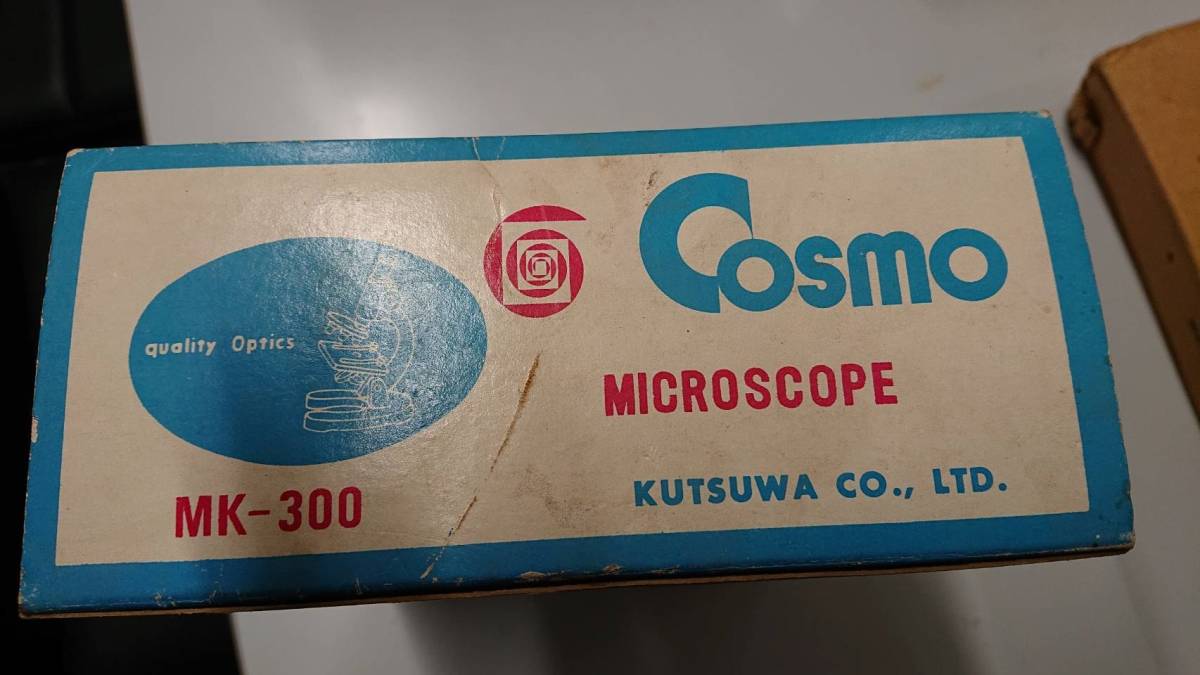 quality Optics
MK-300
Cosmo
MICROSCOPE
KUTSUWA CO., LTD.